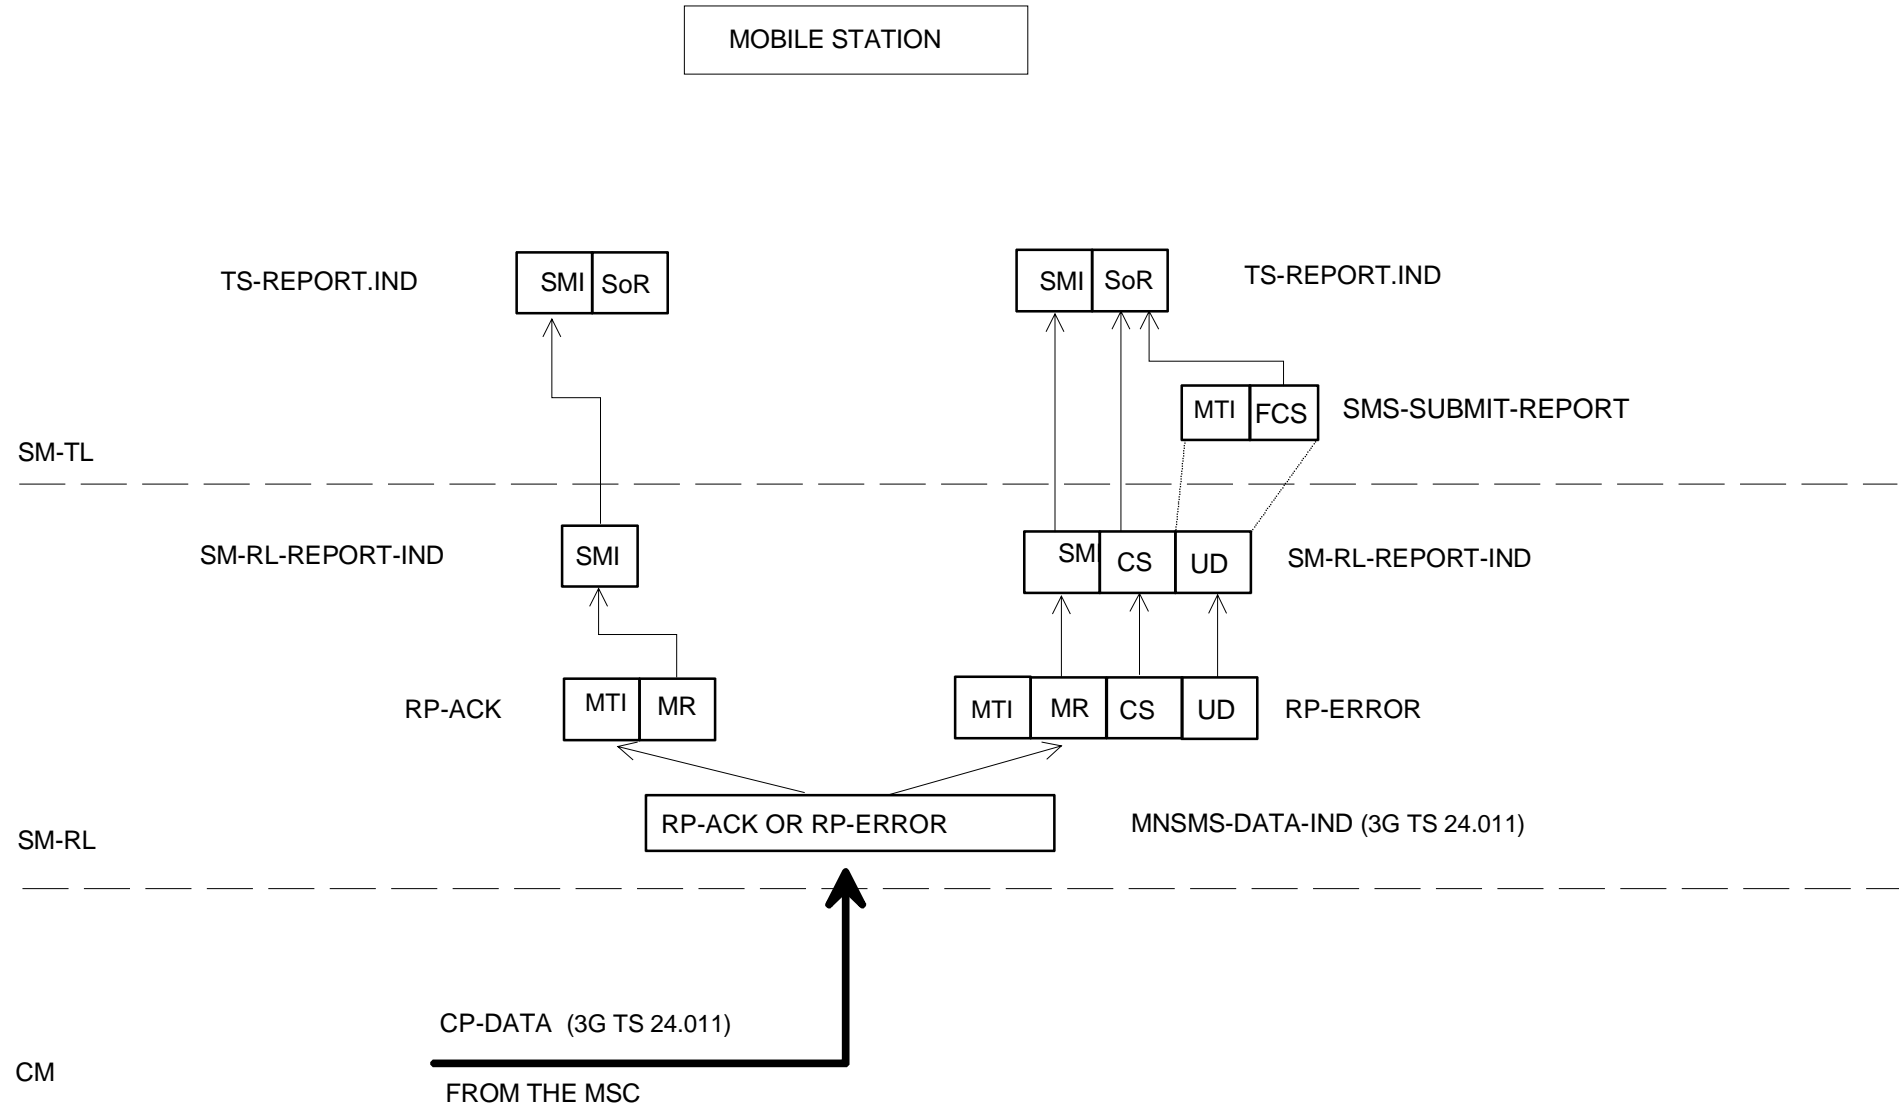 MOBILE STATION
TS-REPORT.IND SMI SoR SMI SoR TS-REPORT.IND
MTI FCS SMS-SUBMIT-REPORT
SM-TL
SM-RL-REPORT-IND SMI SMI CS UD SM-RL-REPORT-IND
RP-ACK MTI MR MTI MR CS UD RP-ERROR
RP-ACK OR RP-ERROR MNSMS-DATA-IND (3G TS 24.011)
SM-RL
CP-DATA (3G TS 24.011)
CM
FROM THE MSC